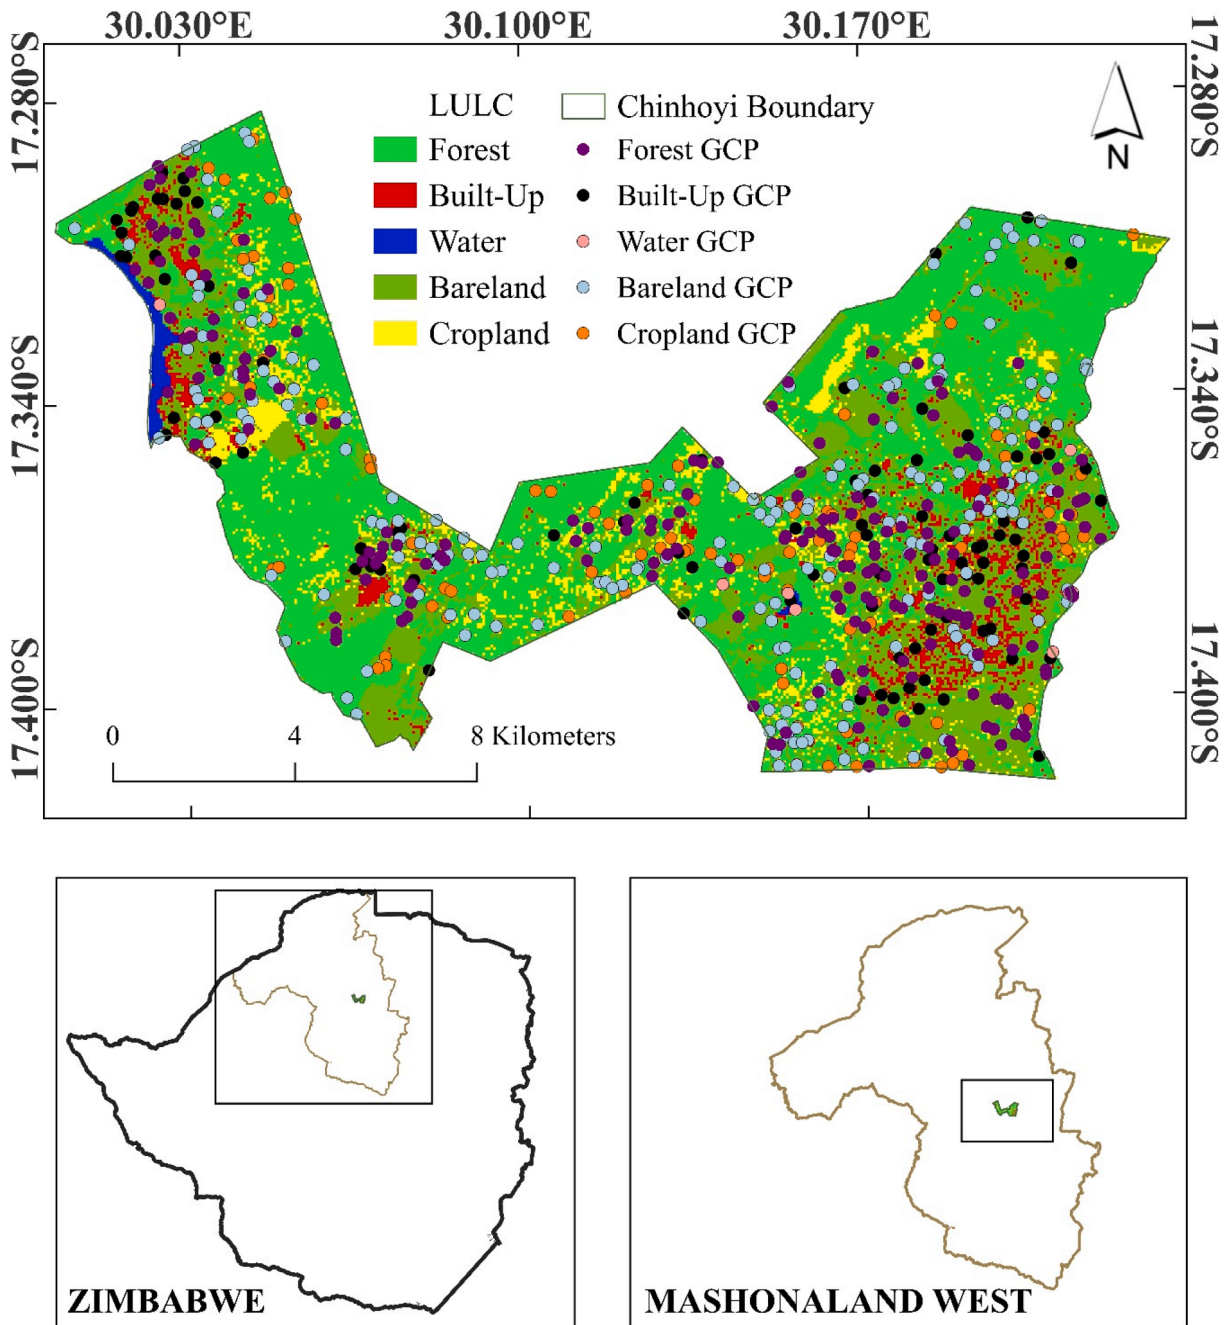 30.030°E 30.100°E 30.170°E
17.280°S
17.340°S
17.400°S
17.280°S
17.340°S
17.400°S
N
LULC
Forest
Built-Up
Water
Bareland
Cropland
Chinhoyi Boundary
Forest GCP
Built-Up GCP
Water GCP
Bareland GCP
Cropland GCP
0 4 8 Kilometers
ZIMBABWE
MASHONALAND WEST